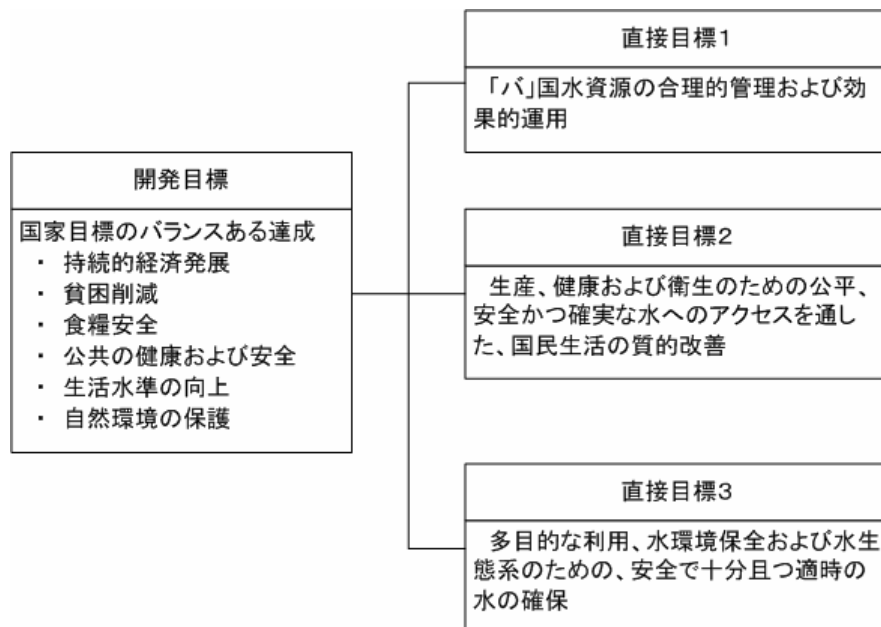 開発目標
国家目標のバランスある達成
・ 持続的経済発展
・ 貧困削減
・ 食糧安全
・ 公共の健康および安全
・ 生活水準の向上
・ 自然環境の保護
直接目標1
「バ」国水資源の合理的管理および効
果的運用
直接目標2
生産、健康および衛生のための公平、
安全かつ確実な水へのアクセスを通し
た、国民生活の質的改善
直接目標3
多目的な利用、水環境保全および水生
態系のための、安全で十分且つ適時の
水の確保